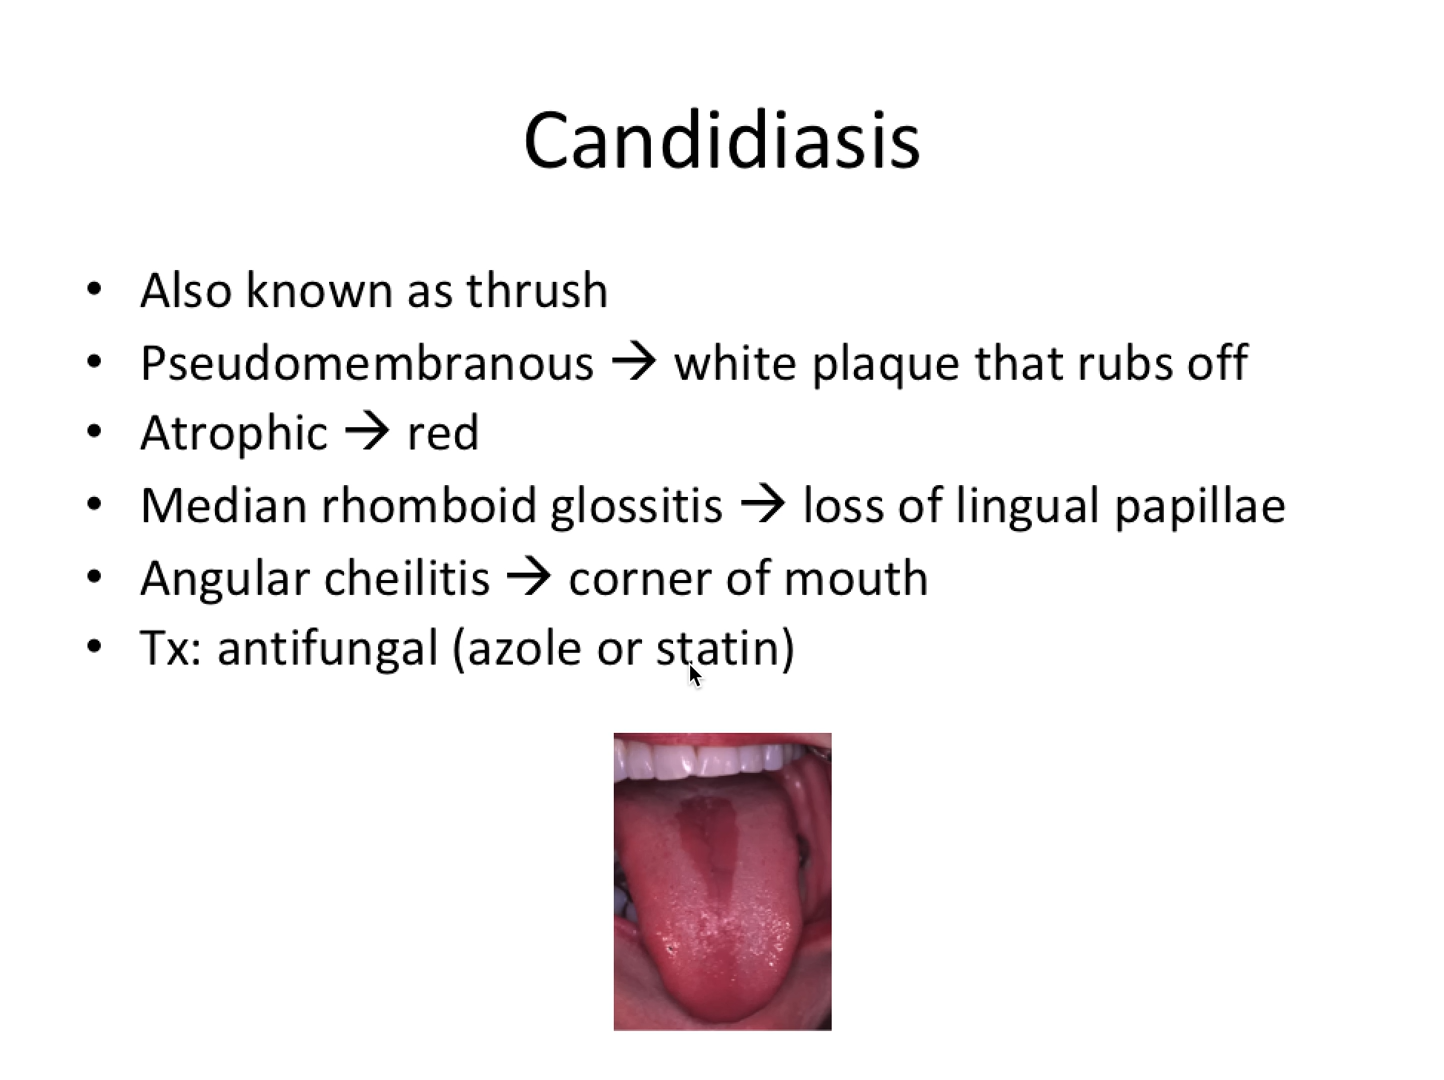 Candidiasis
• Also known as thrush
• Pseudomembranous → white plaque that rubs off
• Atrophic → red
• Median rhomboid glossitis → loss of lingual papillae
• Angular cheilitis → corner of mouth
• Tx: antifungal (azole or statin)